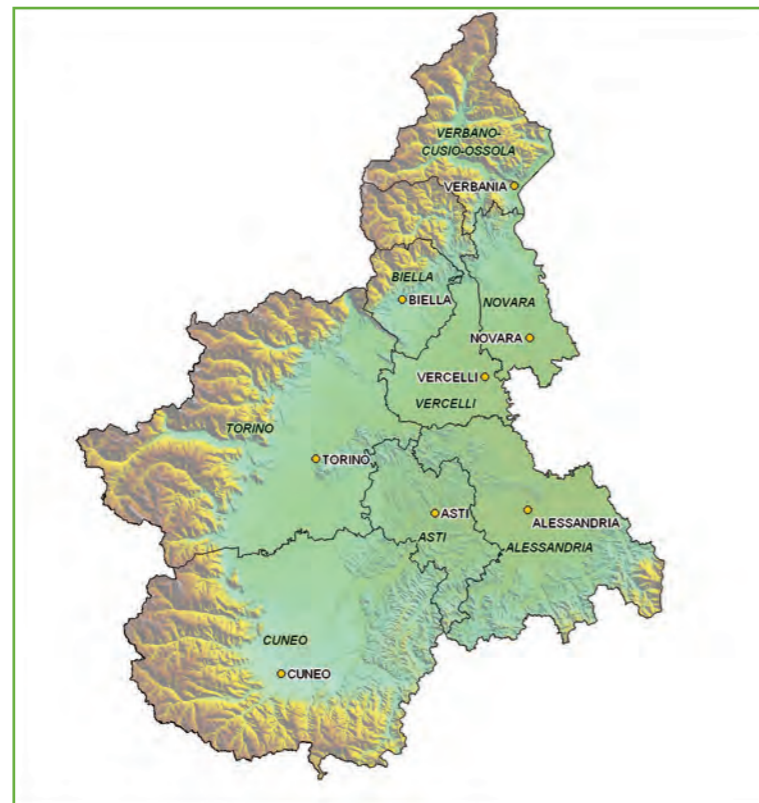 VERBANO-
CUSIO-OSSOLA
VERBANIA
BIELLA
BIELLA
NOVARA
NOVARA
VERCELLI
VERCELLI
TORINO
TORINO
ASTI
ASTI
ALESSANDRIA
ALESSANDRIA
CUNEO
CUNEO